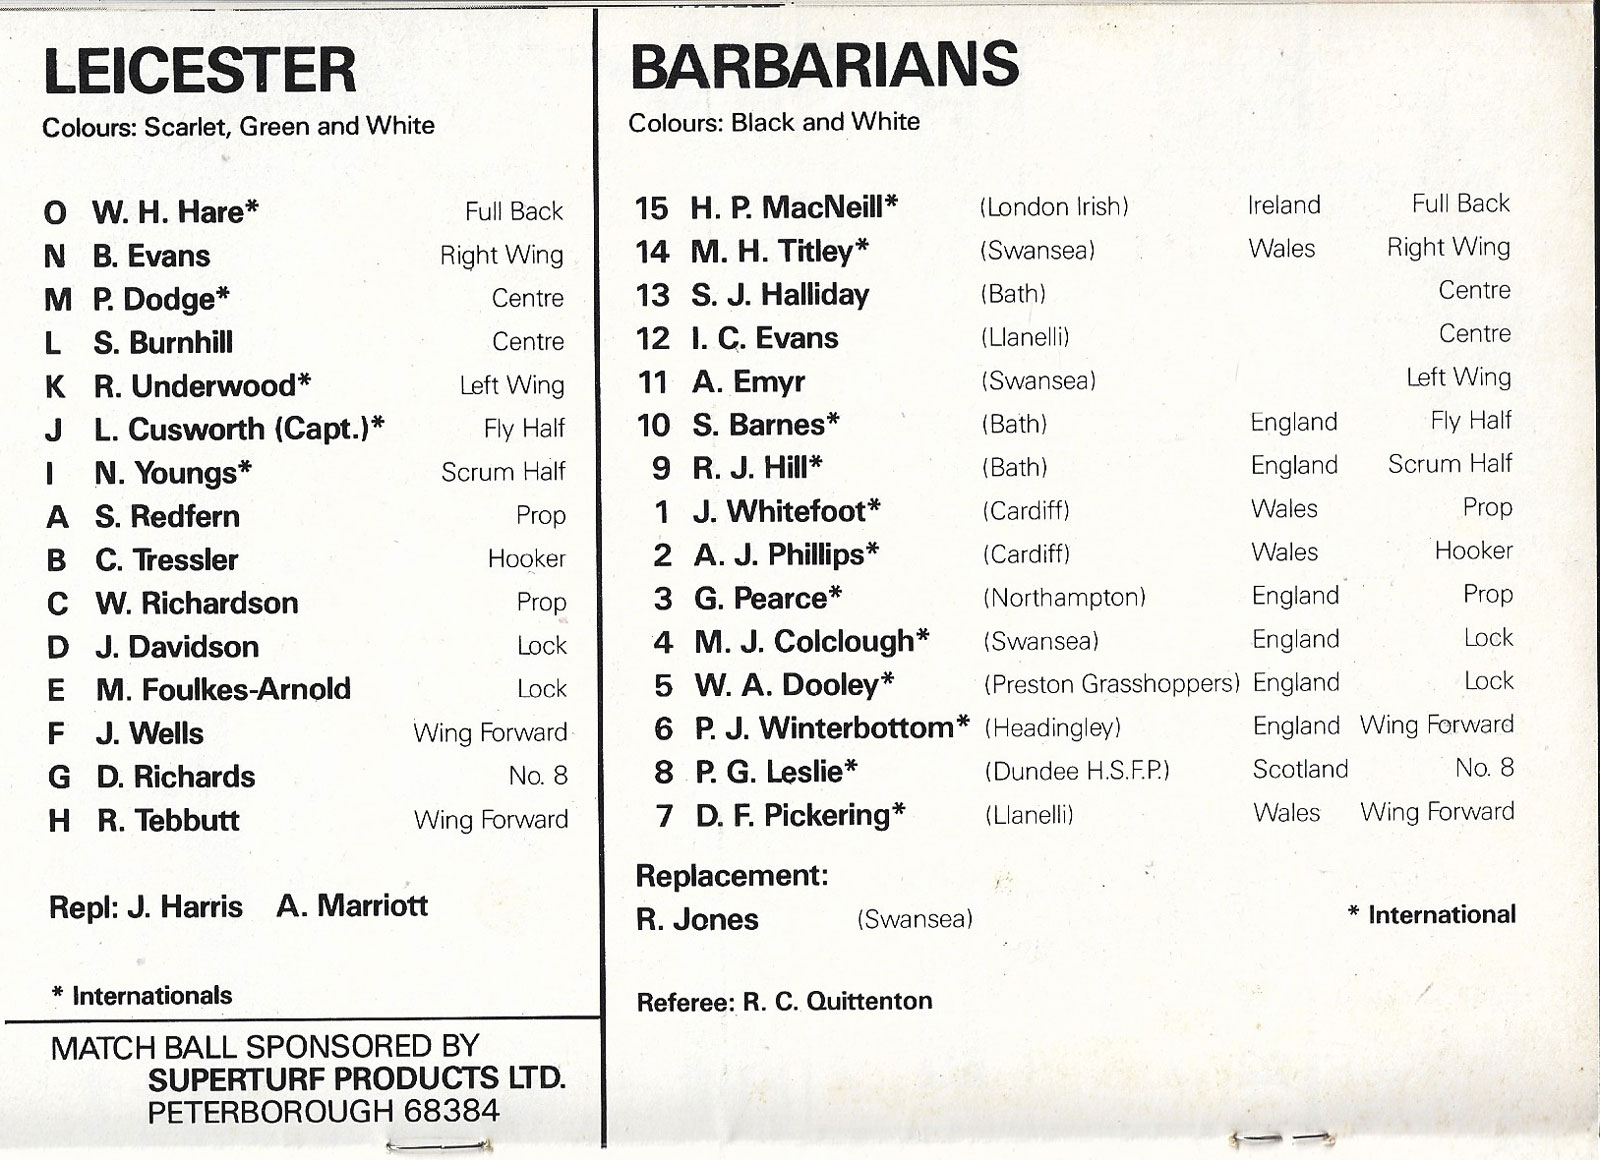 LEICESTER
Colours: Scarlet, Green and White
O W. H. Hare* Full Back
N B. Evans Right Wing
M P. Dodge* Centre
L S. Burnhill Centre
K R. Underwood* Left Wing
J L. Cusworth (Capt.)* Fly Half
I N. Youngs* Scrum Half
A S. Redfern Prop
B C. Tressler Hooker
C W. Richardson Prop
D J. Davidson Lock
E M. Foulkes-Arnold Lock
F J. Wells Wing Forward
G D. Richards No. 8
H R. Tebbutt Wing Forward
Repl: J. Harris A. Marriott
* Internationals
MATCH BALL SPONSORED BY
SUPERTURF PRODUCTS LTD.
PETERBOROUGH 68384
BARBARIANS
Colours: Black and White
15 H. P. MacNeill* (London Irish) Ireland Full Back
14 M. H. Titley* (Swansea) Wales Right Wing
13 S. J. Halliday (Bath) Centre
12 I. C. Evans (Llanelli) Centre
11 A. Emyr (Swansea) Left Wing
10 S. Barnes* (Bath) England Fly Half
9 R. J. Hill* (Bath) England Scrum Half
1 J. Whitefoot* (Cardiff) Wales Prop
2 A. J. Phillips* (Cardiff) Wales Hooker
3 G. Pearce* (Northampton) England Prop
4 M. J. Colclough* (Swansea) England Lock
5 W. A. Dooley* (Preston Grasshoppers) England Lock
6 P. J. Winterbottom* (Headingley) England Wing Forward
8 P. G. Leslie* (Dundee H.S.F.P.) Scotland No. 8
7 D. F. Pickering* (Llanelli) Wales Wing Forward
Replacement:
R. Jones (Swansea) * International
Referee: R. C. Quittenton